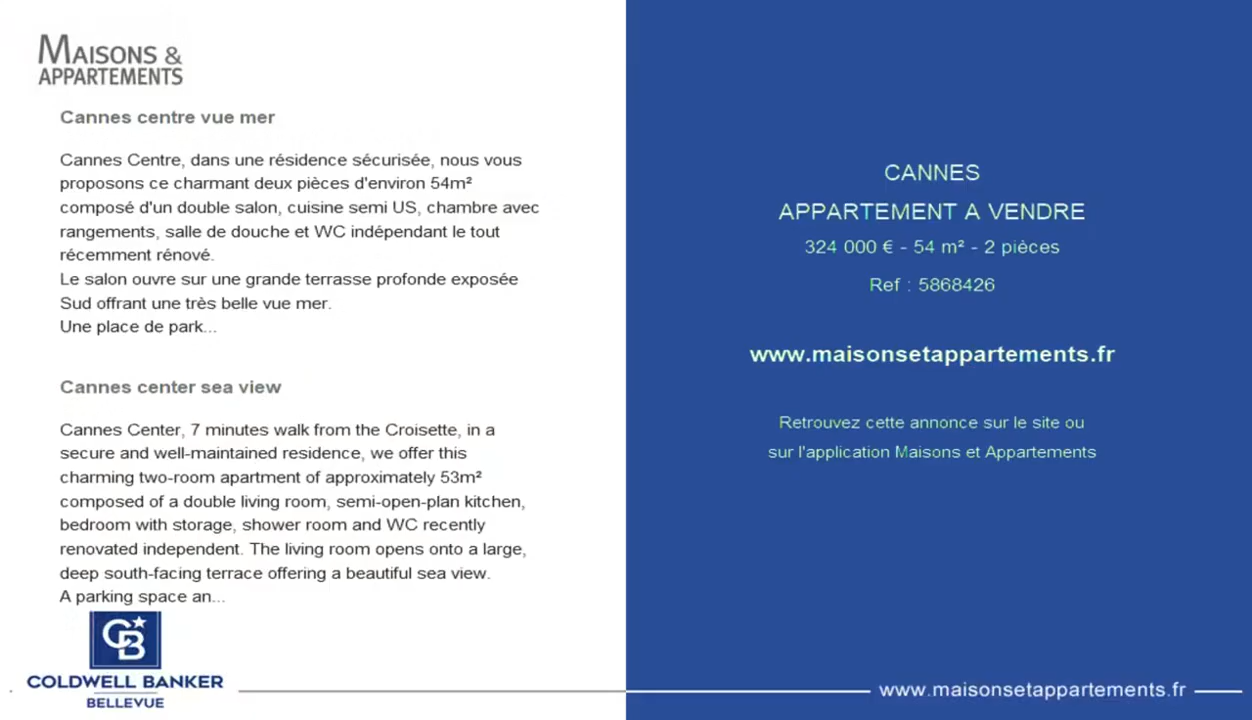 MAISONS &
APPARTEMENTS
Cannes centre vue mer
Cannes Centre, dans une résidence sécurisée, nous vous
proposons ce charmant deux pièces d'environ 54m²
composé d'un double salon, cuisine semi US, chambre avec
rangements, salle de douche et WC indépendant le tout
récemment rénové.
Le salon ouvre sur une grande terrasse profonde exposée
Sud offrant une très belle vue mer.
Une place de park...
Cannes center sea view
Cannes Center, 7 minutes walk from the Croisette, in a
secure and well-maintained residence, we offer this
charming two-room apartment of approximately 53m²
composed of a double living room, semi-open-plan kitchen,
bedroom with storage, shower room and WC recently
renovated independent. The living room opens onto a large,
deep south-facing terrace offering a beautiful sea view.
A parking space an...
CB
COLDWELL BANKER
BELLEVUE
CANNES
APPARTEMENT A VENDRE
324 000 € - 54 m² - 2 pièces
Ref : 5868426
www.maisonsetappartements.fr
Retrouvez cette annonce sur le site ou
sur l'application Maisons et Appartements
www.maisonsetappartements.fr